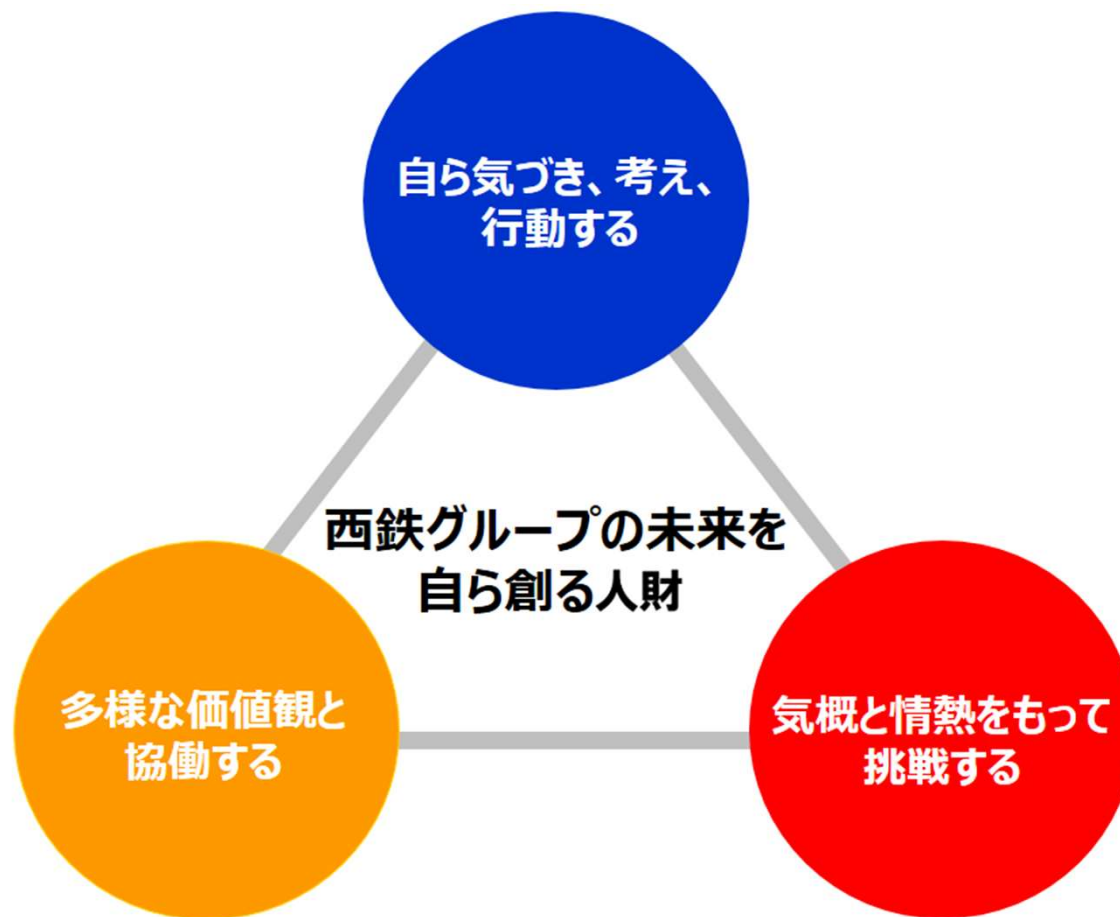 自ら気づき、考え、
行動する
西鉄グループの未来を
自ら創る人財
多様な価値観と
協働する
気概と情熱をもって
挑戦する